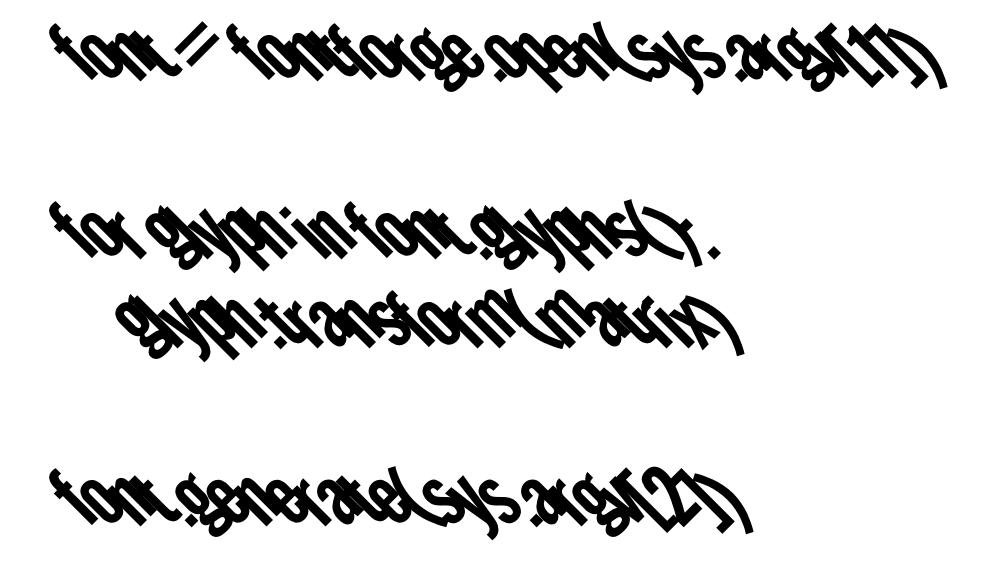 font = fontforge.open(sys.argv[1])
for glyph in font.glyphs():
glyph.transform(matrix)
font.generate(sys.argv[2])